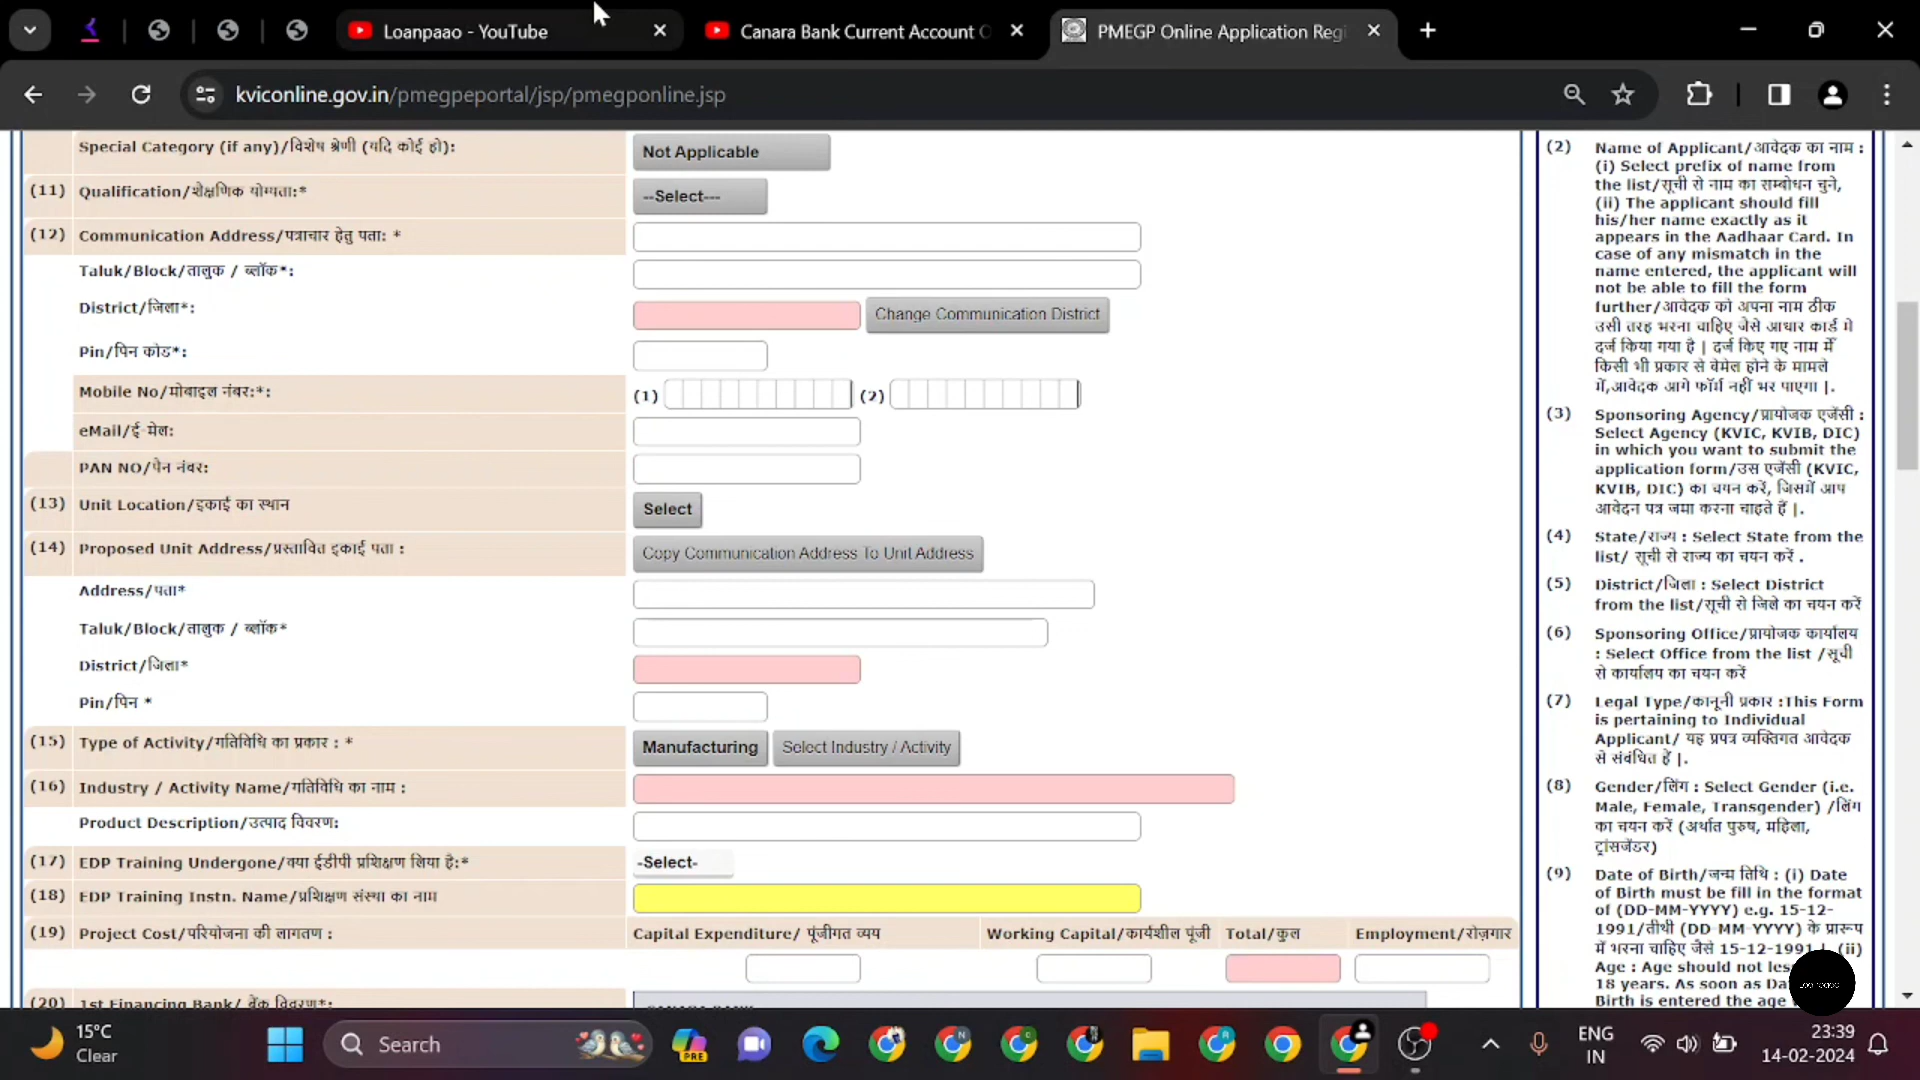 Loanpaao - YouTube
Canara Bank Current Account O
PMEGP Online Application Regi
kviconline.gov.in/pmegpeportal/jsp/pmegponline.jsp
Special Category (if any)/विशेष श्रेणी (यदि कोई हो):
Not Applicable
(11) Qualification/शैक्षणिक योग्यता:*
--Select---
(12) Communication Address/पत्राचार हेतु पता: *
Taluk/Block/तालुक / ब्लॉक*:
District/जिला*:
Change Communication District
Pin/पिन कोड*:
Mobile No/मोबाइल नंबर:*:
(1) (2)
eMail/ई-मेल:
PAN NO/पेन नंबर:
(13) Unit Location/इकाई का स्थान
Select
(14) Proposed Unit Address/प्रस्तावित इकाई पता :
Copy Communication Address To Unit Address
Address/पता*
Taluk/Block/तालुक / ब्लॉक*
District/जिला*
Pin/पिन *
(15) Type of Activity/गतिविधि का प्रकार : *
Manufacturing Select Industry / Activity
(16) Industry / Activity Name/गतिविधि का नाम :
Product Description/उत्पाद विवरण:
(17) EDP Training Undergone/क्या ईडीपी प्रशिक्षण लिया है:*
-Select-
(18) EDP Training Instn. Name/प्रशिक्षण संस्था का नाम
(19) Project Cost/परियोजना की लागतण :
Capital Expenditure/ पूंजीगत व्यय Working Capital/कार्यशील पूंजी Total/कुल Employment/रोज़गार
(20) 1st Financing Bank/ बैंक विवरण*:
CANARA BANK
(2) Name of Applicant/आवेदक का नाम :
(i) Select prefix of name from
the list/सूची से नाम का सम्बोधन चुने,
(ii) The applicant should fill
his/her name exactly as it
appears in the Aadhaar Card. In
case of any mismatch in the
name entered, the applicant will
not be able to fill the form
further/आवेदक को अपना नाम ठीक
उसी तरह भरना चाहिए जैसे आधार कार्ड में
दर्ज किया गया है | दर्ज किए गए नाम में
किसी भी प्रकार से बेमेल होने के मामले
में,आवेदक आगे फॉर्म नहीं भर पाएगा |.
(3) Sponsoring Agency/प्रायोजक एजेंसी :
Select Agency (KVIC, KVIB, DIC)
in which you want to submit the
application form/उस एजेंसी (KVIC,
KVIB, DIC) का चयन करें, जिसमें आप
आवेदन पत्र जमा करना चाहते हैं |.
(4) State/राज्य : Select State from the
list/ सूची से राज्य का चयन करें .
(5) District/जिला : Select District
from the list/सूची से जिले का चयन करें
(6) Sponsoring Office/प्रायोजक कार्यालय
: Select Office from the list /सूची
से कार्यालय का चयन करें
(7) Legal Type/कानूनी प्रकार :This Form
is pertaining to Individual
Applicant/ यह प्रपत्र व्यक्तिगत आवेदक
से संबंधित हैं |.
(8) Gender/लिंग : Select Gender (i.e.
Male, Female, Transgender) /लिंग
का चयन करें (अर्थात पुरुष, महिला,
ट्रांसजेंडर)
(9) Date of Birth/जन्म तिथि : (i) Date
of Birth must be fill in the format
of (DD-MM-YYYY) e.g. 15-12-
1991/तीथी (DD-MM-YYYY) के प्रारूप
में भरना चाहिए जैसे 15-12-1991 |. (ii)
Age : Age should not les
18 years. As soon as Da
Birth is entered the age
15°C
Clear
Search
PRE
ENG
IN
23:39
14-02-2024